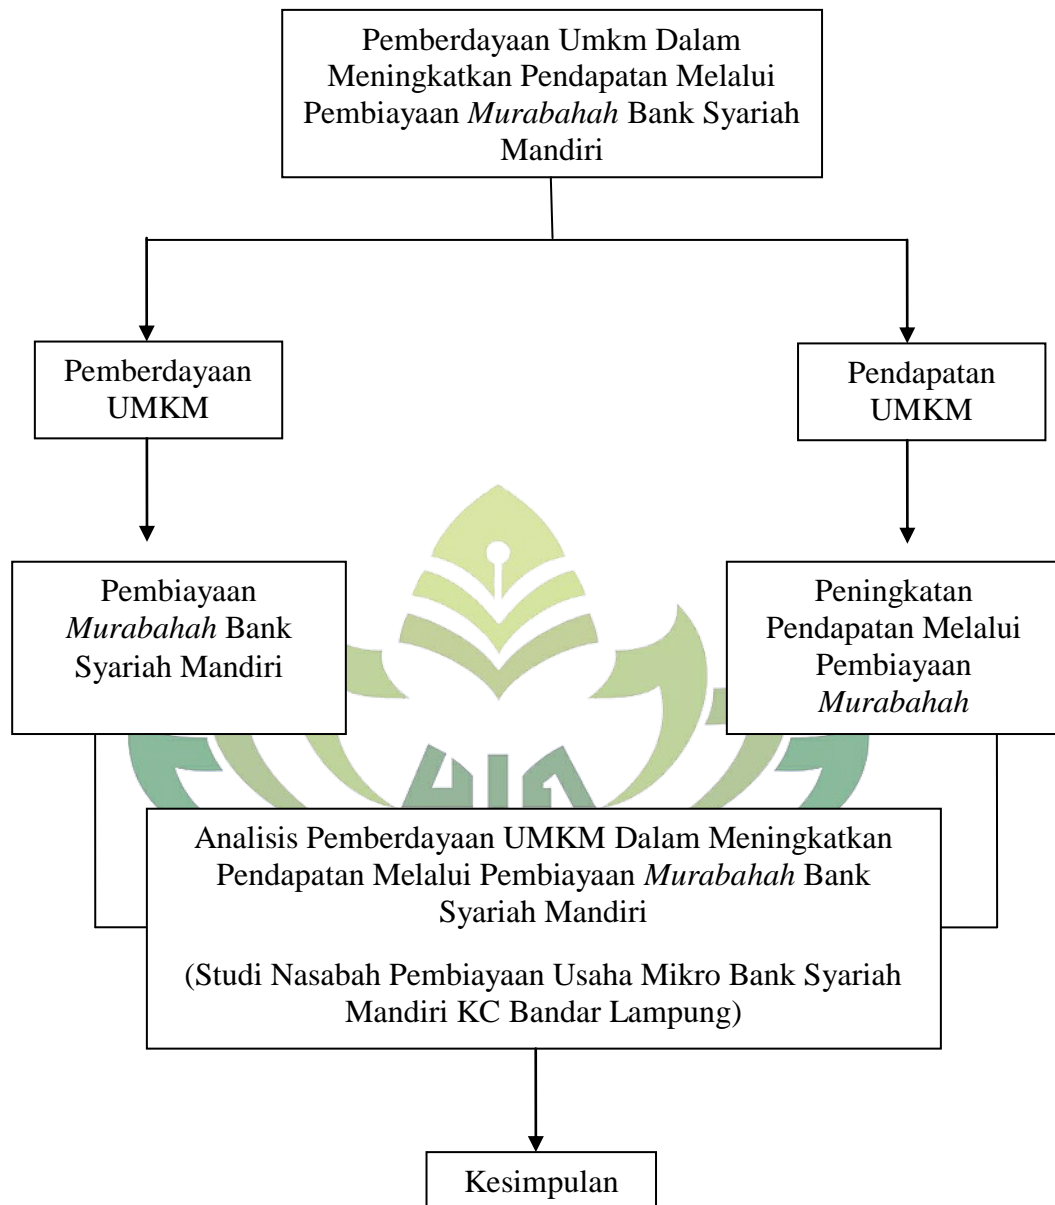 Pemberdayaan Umkm Dalam
Meningkatkan Pendapatan Melalui
Pembiayaan Murabahah Bank Syariah
Mandiri
Pemberdayaan
UMKM
Pendapatan
UMKM
Pembiayaan
Murabahah Bank
Syariah Mandiri
Peningkatan
Pendapatan Melalui
Pembiayaan
Murabahah
Analisis Pemberdayaan UMKM Dalam Meningkatkan
Pendapatan Melalui Pembiayaan Murabahah Bank
Syariah Mandiri
(Studi Nasabah Pembiayaan Usaha Mikro Bank Syariah
Mandiri KC Bandar Lampung)
Kesimpulan